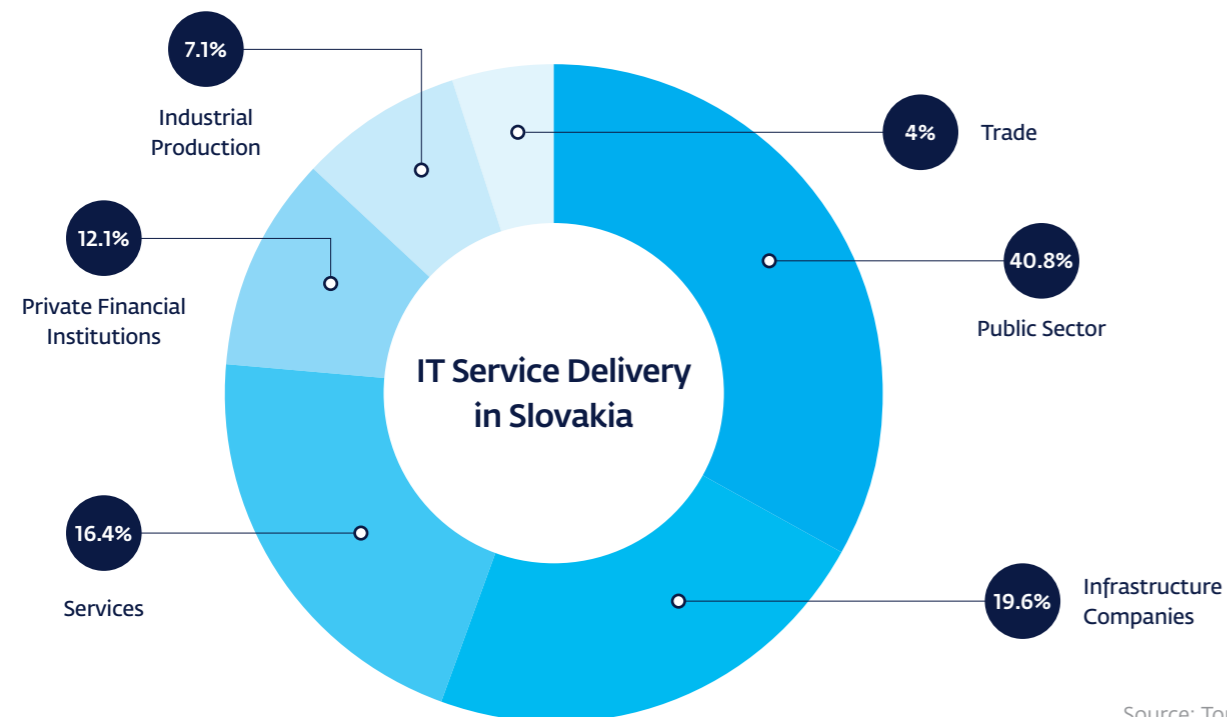 7.1%
Industrial
Production
4%
Trade
12.1%
Private Financial
Institutions
40.8%
Public Sector
IT Service Delivery
in Slovakia
16.4%
Services
19.6%
Infrastructure
Companies
Source: